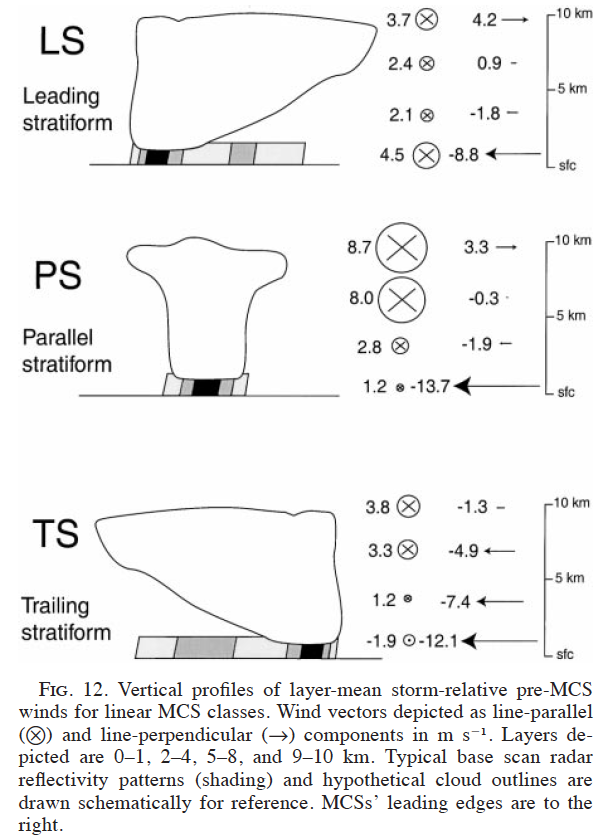 LS
Leading
stratiform
3.7 ⊗ 4.2 →
2.4 ⊗ 0.9 -
2.1 ⊗ -1.8 –
4.5 ⊗ -8.8 ←
10 km
5 km
sfc
PS
Parallel
stratiform
8.7 ⊗ 3.3 →
8.0 ⊗ -0.3 ·
2.8 ⊗ -1.9 –
1.2 ⊗ -13.7 ←
10 km
5 km
sfc
TS
Trailing
stratiform
3.8 ⊗ -1.3 –
3.3 ⊗ -4.9 ←
1.2 ⊗ -7.4 ←
-1.9 ⊙ -12.1 ←
10 km
5 km
sfc
FIG. 12. Vertical profiles of layer-mean storm-relative pre-MCS
winds for linear MCS classes. Wind vectors depicted as line-parallel
(⊗) and line-perpendicular (→) components in m s⁻¹. Layers de-
picted are 0–1, 2–4, 5–8, and 9–10 km. Typical base scan radar
reflectivity patterns (shading) and hypothetical cloud outlines are
drawn schematically for reference. MCSs' leading edges are to the
right.